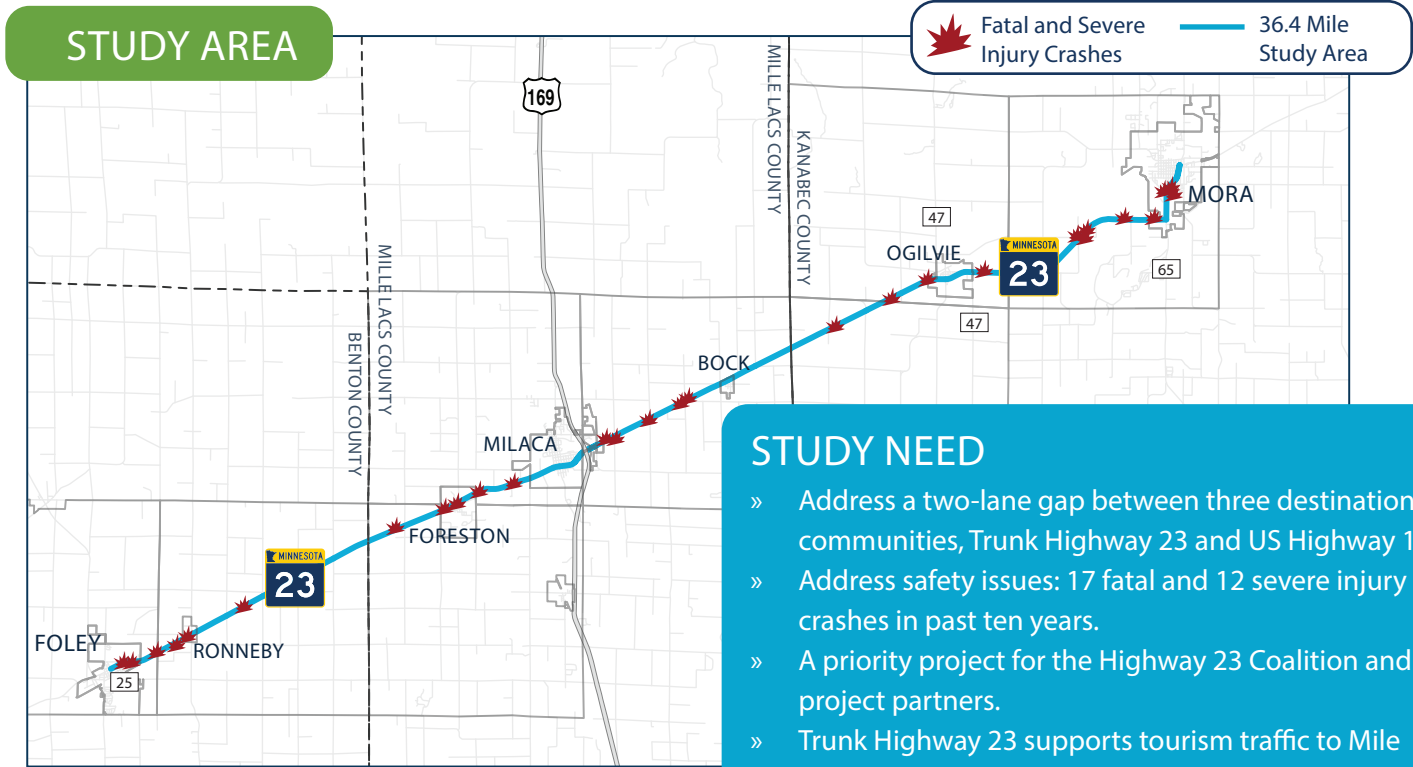 STUDY AREA
Fatal and Severe
Injury Crashes
36.4 Mile
Study Area
169
MILLE LACS COUNTY
KANABEC COUNTY
MORA
47
OGILVIE
MINNESOTA
23
65
47
MILLE LACS COUNTY
BENTON COUNTY
BOCK
MILACA
FORESTON
MINNESOTA
23
FOLEY
RONNEBY
25
STUDY NEED
» Address a two-lane gap between three destination
communities, Trunk Highway 23 and US Highway 1
» Address safety issues: 17 fatal and 12 severe injury
crashes in past ten years.
» A priority project for the Highway 23 Coalition and
project partners.
» Trunk Highway 23 supports tourism traffic to Mile